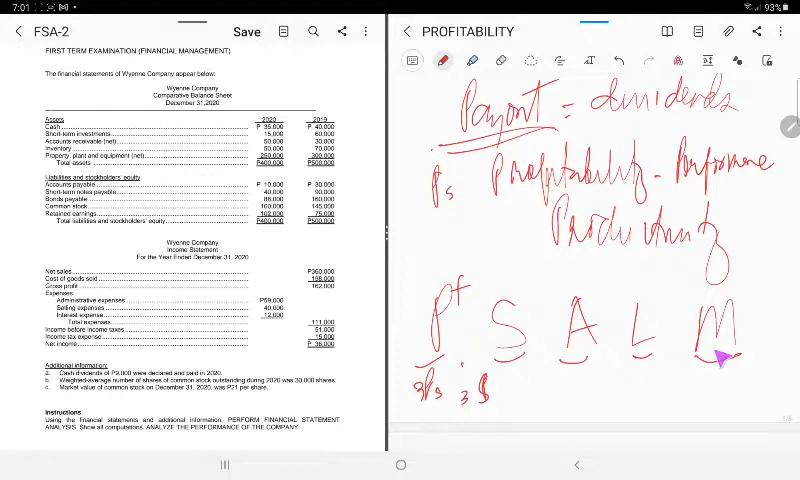 7:01
93%
FSA-2
Save
PROFITABILITY
FIRST TERM EXAMINATION (FINANCIAL MANAGEMENT)
The financial statements of Wyenne Company appear below:
Wyenne Company
Comparative Balance Sheet
December 31,2020
Assets 2020 2019
Cash P 35,000 P 40,000
Short-term investments 15,000 60,000
Accounts receivable (net) 50,000 30,000
Inventory 50,000 70,000
Property, plant and equipment (net) 250,000 300,000
Total assets P400,000 P500,000
Liabilities and stockholders' equity
Accounts payable P 10,000 P 30,000
Short-term notes payable 40,000 90,000
Bonds payable 88,000 160,000
Common stock 160,000 145,000
Retained earnings 102,000 75,000
Total liabilities and stockholders' equity P400,000 P500,000
Wyenne Company
Income Statement
For the Year Ended December 31, 2020
Net sales P360,000
Cost of goods sold 198,000
Gross profit 162,000
Expenses:
Administrative expenses P59,000
Selling expenses 40,000
Interest expense 12,000
Total expenses 111,000
Income before income taxes 51,000
Income tax expense 15,000
Net income P 36,000
Additional information:
a. Cash dividends of P9,000 were declared and paid in 2020.
b. Weighted-average number of shares of common stock outstanding during 2020 was 30,000 shares.
c. Market value of common stock on December 31, 2020, was P21 per share.
Instructions
Using the financial statements and additional information, PERFORM FINANCIAL STATEMENT
ANALYSIS. Show all computations. ANALYZE THE PERFORMANCE OF THE COMPANY
Payout = dividends
Ps Profitability - Performance
Productivity
Pf S A L M
3Ps 3 $